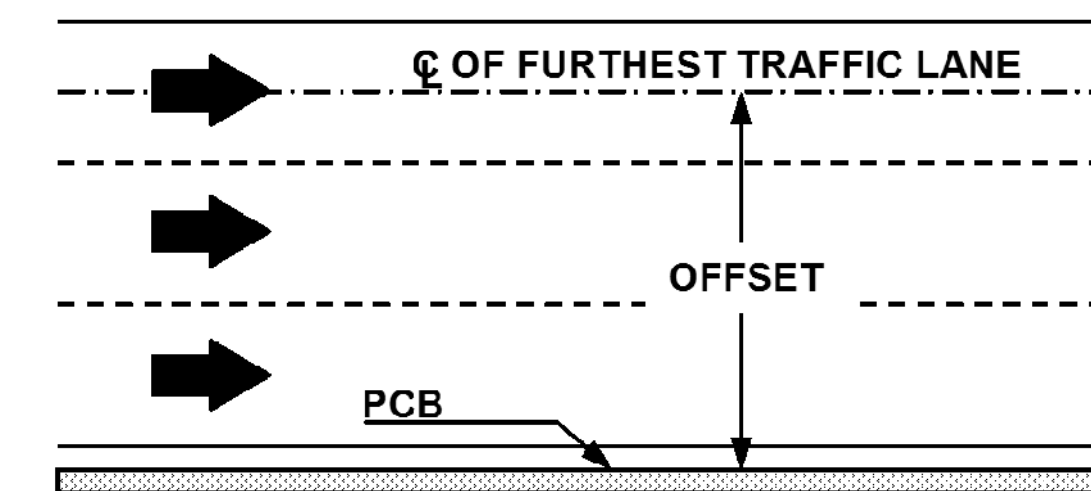 ℄ OF FURTHEST TRAFFIC LANE
OFFSET
PCB